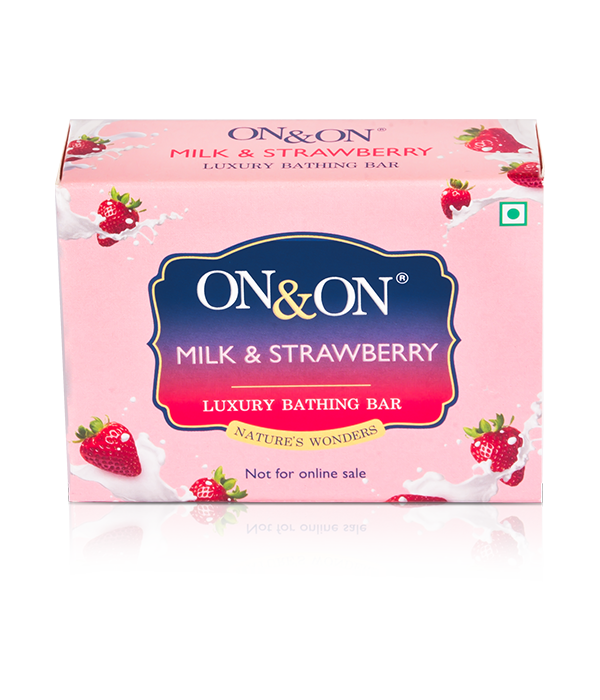 ON&ON®
MILK & STRAWBERRY
LUXURY BATHING BAR
ON&ON®
MILK & STRAWBERRY
LUXURY BATHING BAR
NATURE'S WONDERS
Not for online sale